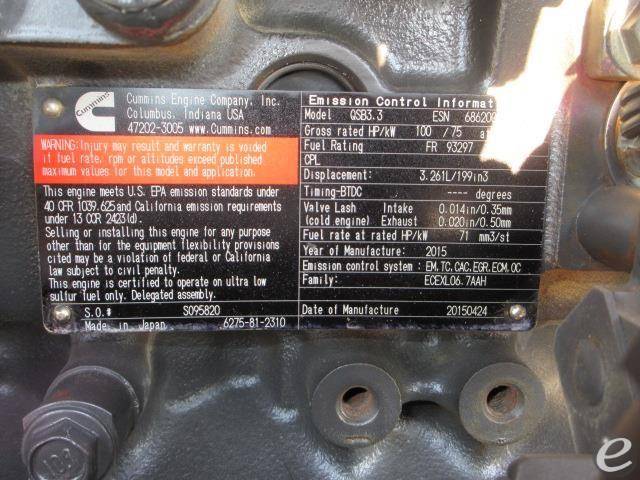 Cummins
Cummins Engine Company, Inc.
Columbus, Indiana USA
47202-3005 www.Cummins.com
WARNING: Injury may result and warranty is voided
if fuel rate, rpm or altitudes exceed published
maximum values for this model and application.
This engine meets U.S. EPA emission standards under
40 CFR 1039.625 and California emission requirements
under 13 CCR 2423(d).
Selling or installing this engine for any purpose
other than for the equipment flexibility provisions
cited may be a violation of federal or California
law subject to civil penalty.
This engine is certified to operate on ultra low
sulfur fuel only. Delegated assembly.
S.O.# S095820
Made in Japan 6275-81-2310
Emission Control Informat
Model QSB3.3 ESN 68620
Gross rated HP/kW 100 / 75 at
Fuel Rating FR 93297
CPL
Displacement: 3.261L/199in3
Timing-BTDC ---- degrees
Valve Lash Intake 0.014in/0.35mm
(cold engine) Exhaust 0.020in/0.50mm
Fuel rate at rated HP/kW 71 mm3/st
Year of Manufacture: 2015
Emission control system : EM,TC,CAC,EGR,ECM,OC
Family: ECEXL06.7AAH
Date of Manufacture 20150424
e